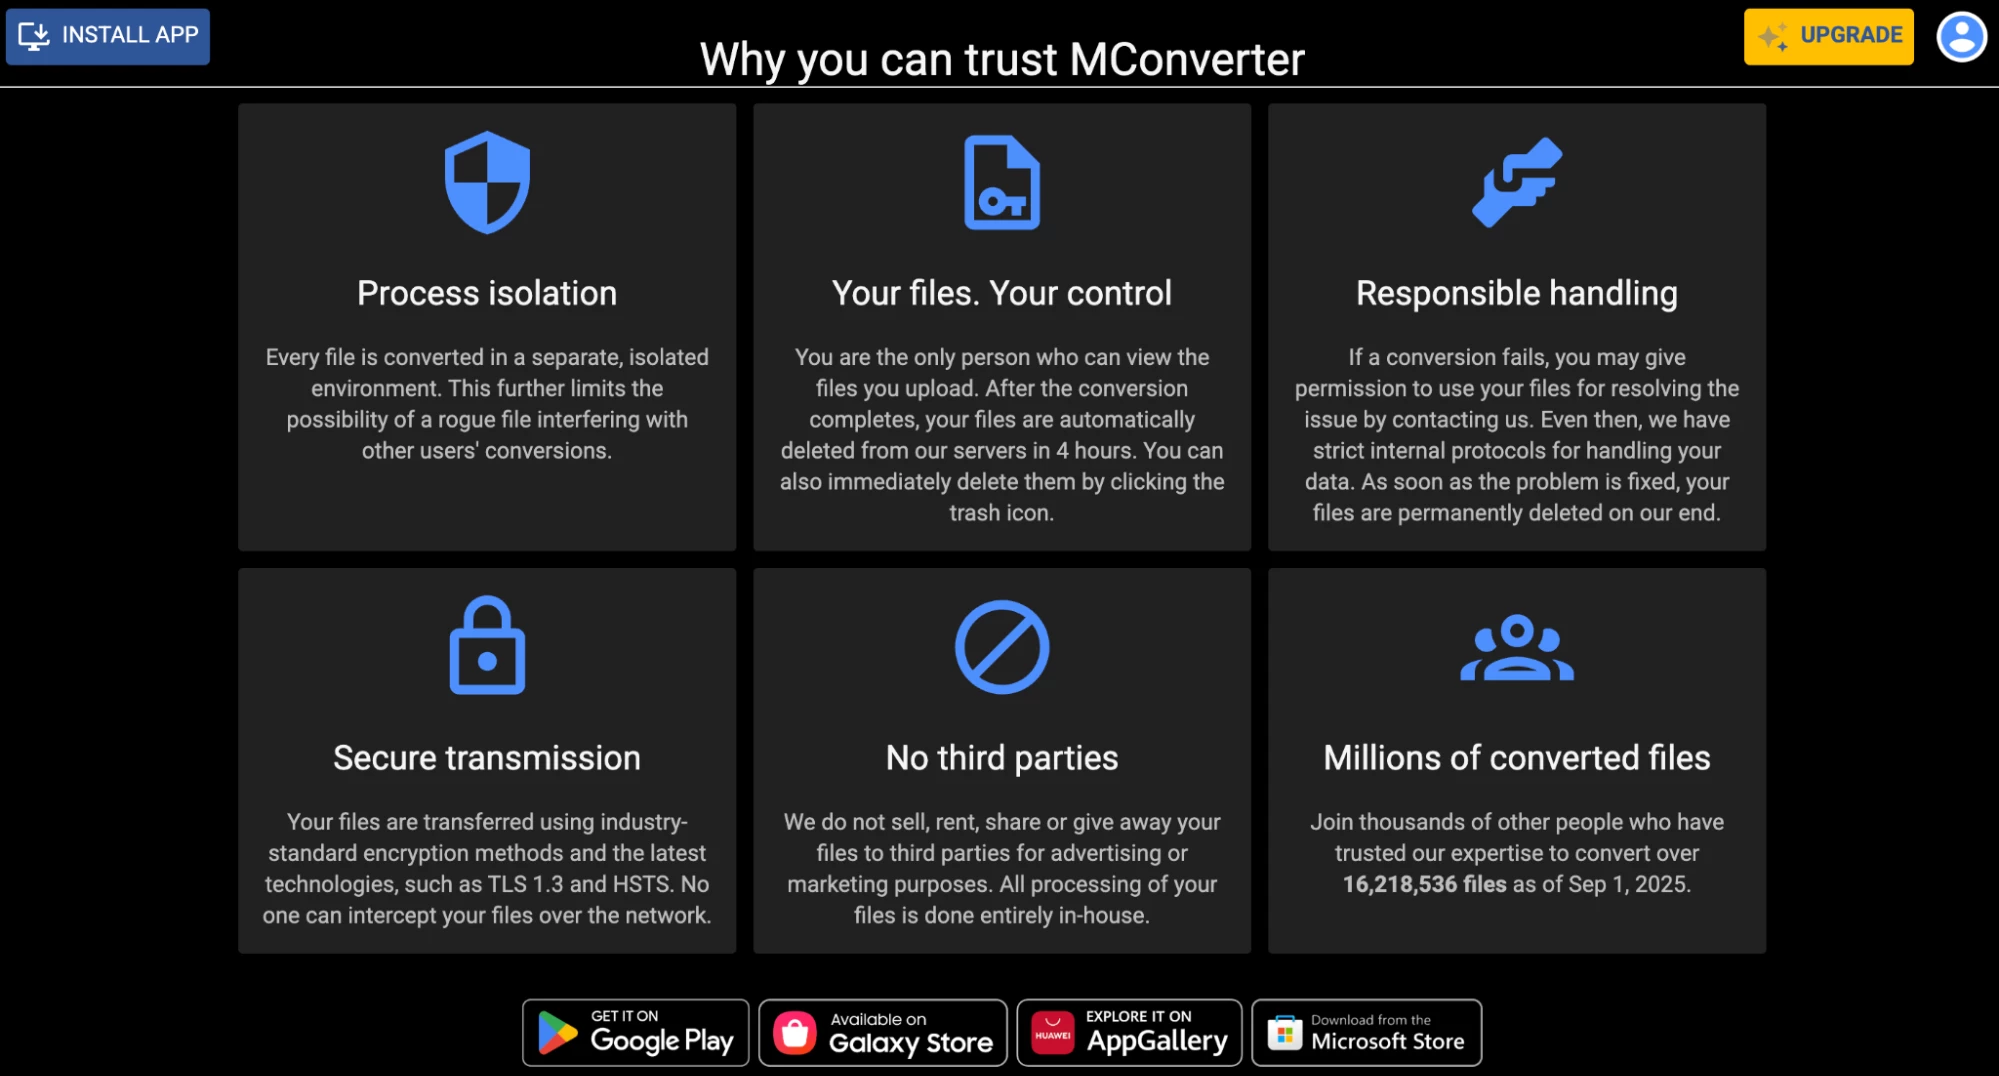 INSTALL APP
UPGRADE
Why you can trust MConverter
Process isolation
Every file is converted in a separate, isolated
environment. This further limits the
possibility of a rogue file interfering with
other users' conversions.
Your files. Your control
You are the only person who can view the
files you upload. After the conversion
completes, your files are automatically
deleted from our servers in 4 hours. You can
also immediately delete them by clicking the
trash icon.
Responsible handling
If a conversion fails, you may give
permission to use your files for resolving the
issue by contacting us. Even then, we have
strict internal protocols for handling your
data. As soon as the problem is fixed, your
files are permanently deleted on our end.
Secure transmission
Your files are transferred using industry-
standard encryption methods and the latest
technologies, such as TLS 1.3 and HSTS. No
one can intercept your files over the network.
No third parties
We do not sell, rent, share or give away your
files to third parties for advertising or
marketing purposes. All processing of your
files is done entirely in-house.
Millions of converted files
Join thousands of other people who have
trusted our expertise to convert over
16,218,536 files as of Sep 1, 2025.
GET IT ON
Google Play
Available on
Galaxy Store
HUAWEI
EXPLORE IT ON
AppGallery
Download from the
Microsoft Store